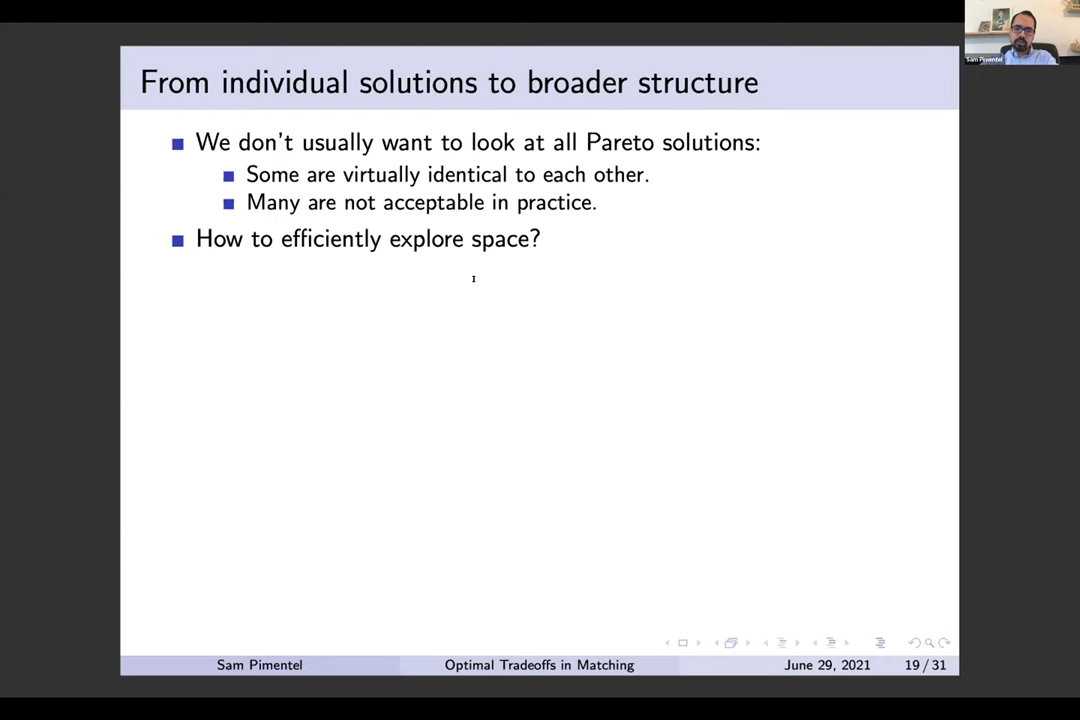 Sam Pimentel
From individual solutions to broader structure
We don't usually want to look at all Pareto solutions:
Some are virtually identical to each other.
Many are not acceptable in practice.
How to efficiently explore space?
Sam Pimentel
Optimal Tradeoffs in Matching
June 29, 2021
19 / 31